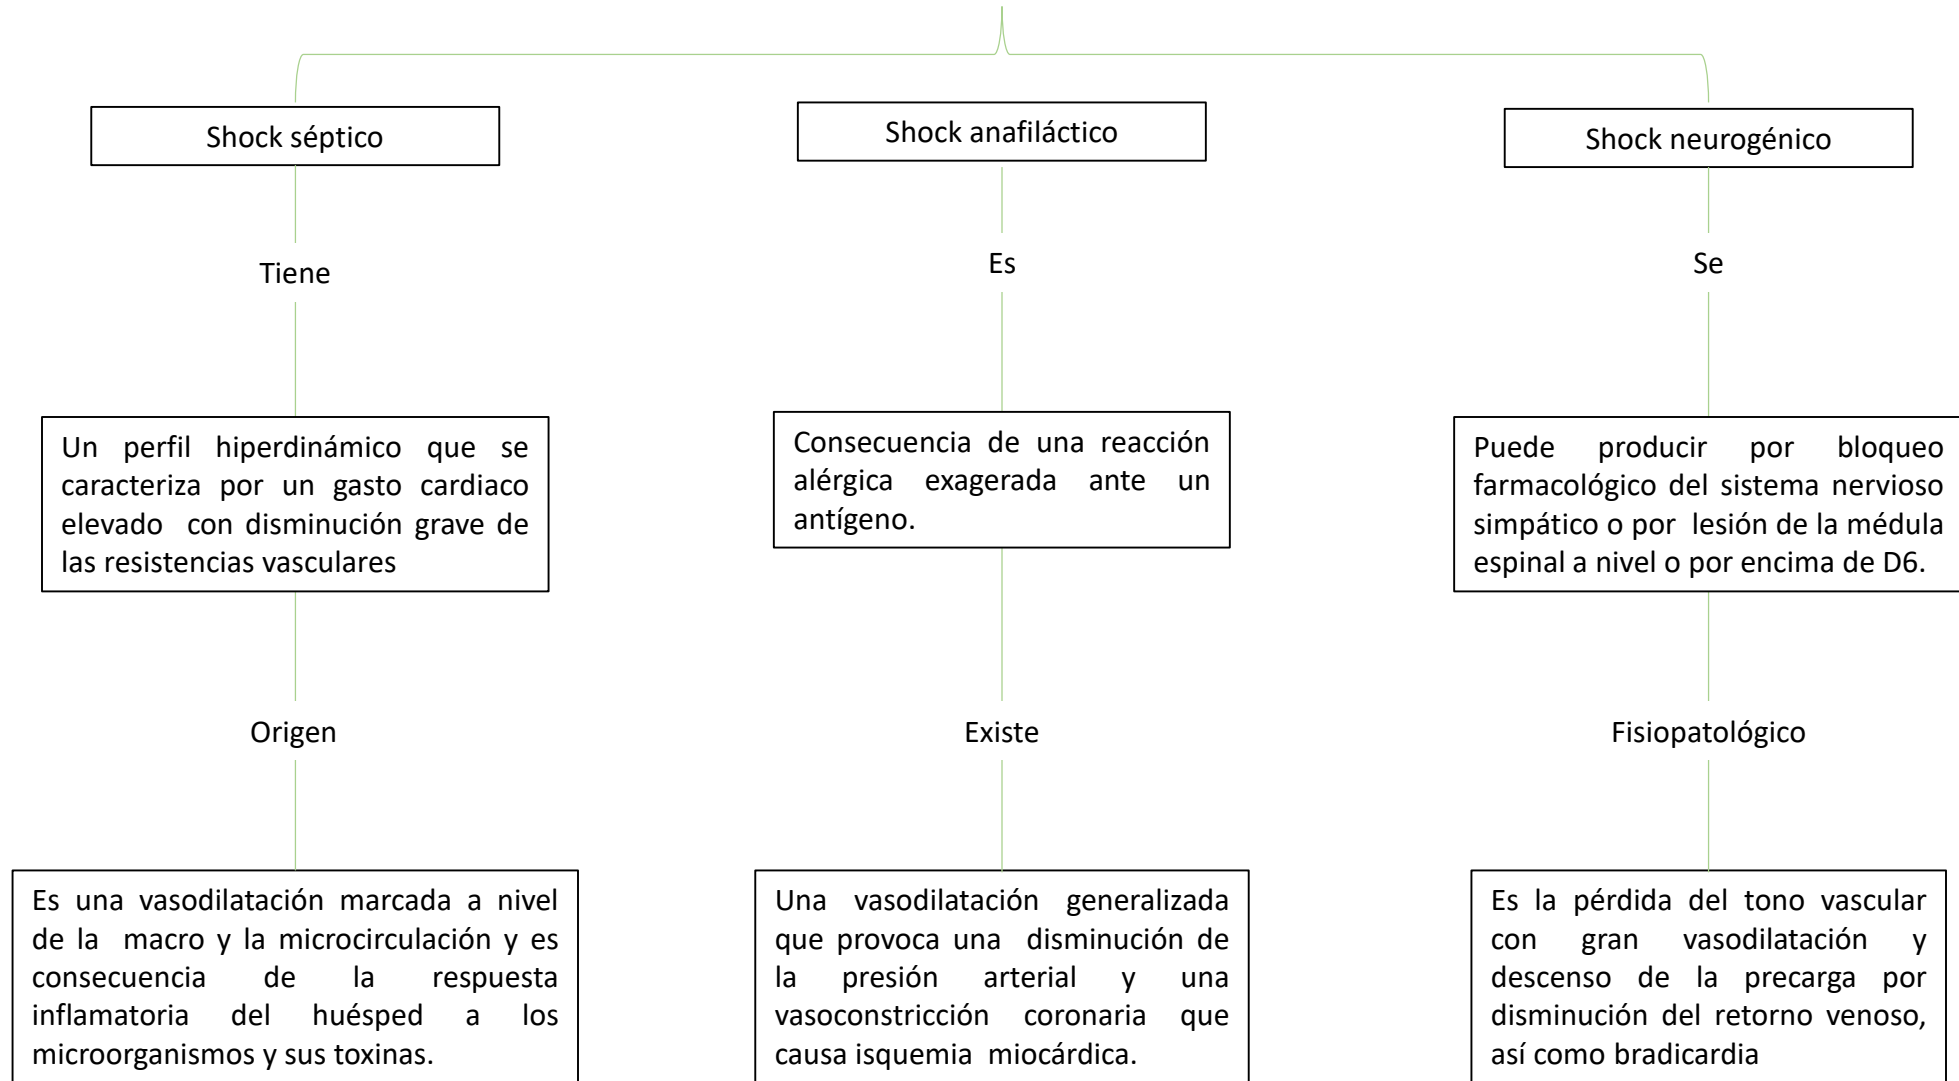 Shock séptico
Tiene
Un perfil hiperdinámico que se
caracteriza por un gasto cardiaco
elevado con disminución grave de
las resistencias vasculares
Origen
Es una vasodilatación marcada a nivel
de la macro y la microcirculación y es
consecuencia de la respuesta
inflamatoria del huésped a los
microorganismos y sus toxinas.
Shock anafiláctico
Es
Consecuencia de una reacción
alérgica exagerada ante un
antígeno.
Existe
Una vasodilatación generalizada
que provoca una disminución de
la presión arterial y una
vasoconstricción coronaria que
causa isquemia miocárdica.
Shock neurogénico
Se
Puede producir por bloqueo
farmacológico del sistema nervioso
simpático o por lesión de la médula
espinal a nivel o por encima de D6.
Fisiopatológico
Es la pérdida del tono vascular
con gran vasodilatación y
descenso de la precarga por
disminución del retorno venoso,
así como bradicardia